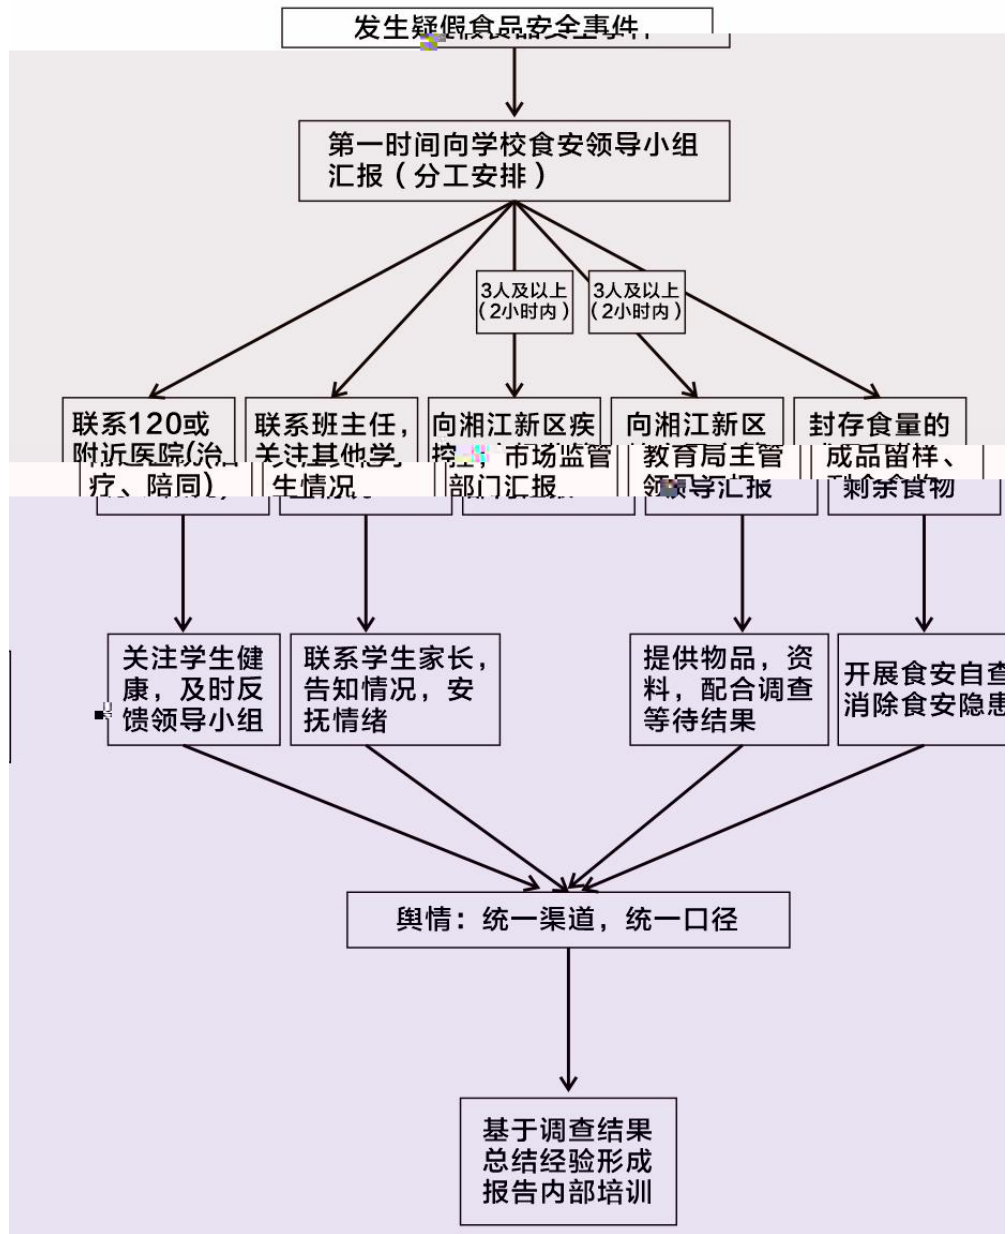 发生疑假食品安全事件
第一时间向学校食安领导小组
汇报（分工安排）
3人及以上
（2小时内）
3人及以上
（2小时内）
联系120或
附近医院(治
疗、陪同)
联系班主任，
关注其他学
生情况
向湘江新区疾
控
市场监管
部门汇报
向湘江新区
教育局主管
领导汇报
封存食量的
成品留样、
剩余食物
关注学生健
康，及时反
馈领导小组
联系学生家长，
告知情况，安
抚情绪
提供物品，资
料，配合调查
等待结果
开展食安自查
消除食安隐患
舆情：统一渠道，统一口径
基于调查结果
总结经验形成
报告内部培训